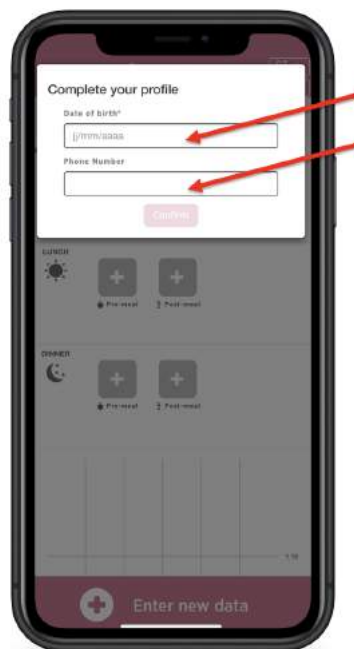 Complete your profile
Date of birth*
jj/mm/aaaa
Phone Number
Confirm
LUNCH
Pre-meal
Post-meal
DINNER
Pre-meal
Post-meal
Enter new data